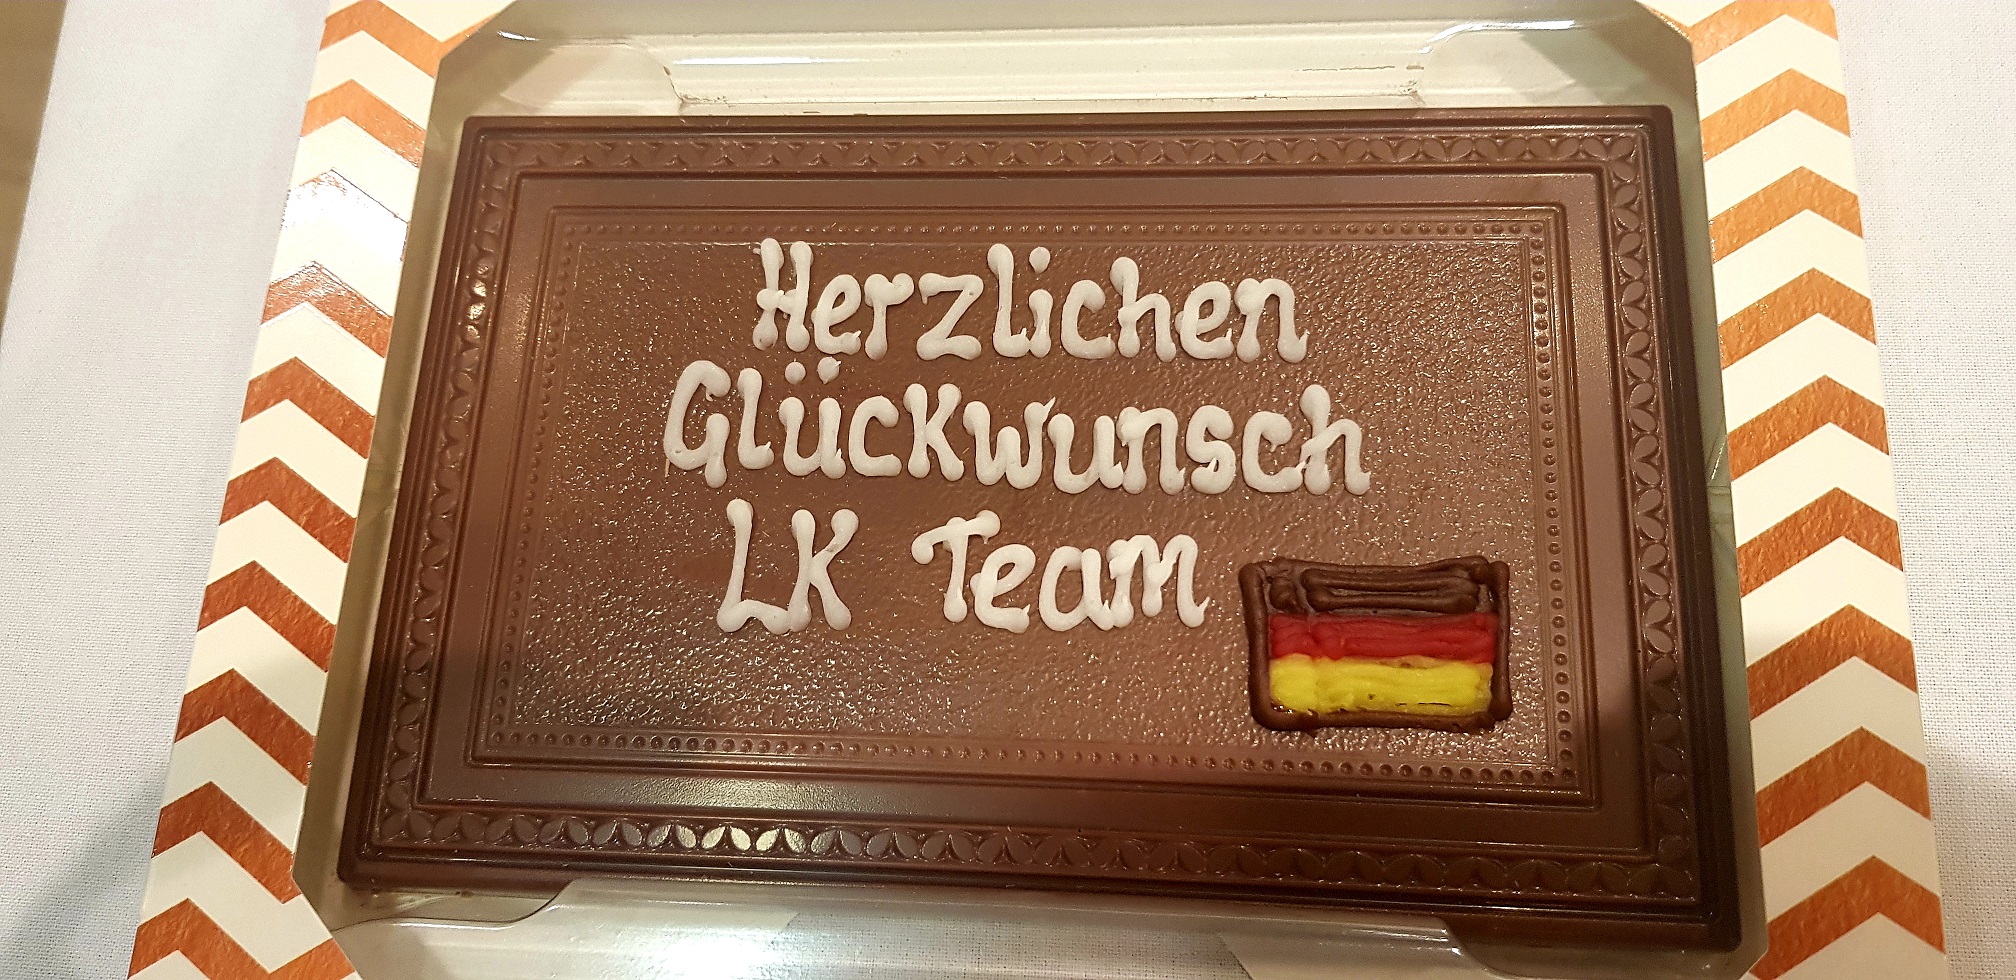 Herzlichen
Glückwunsch
LK Team